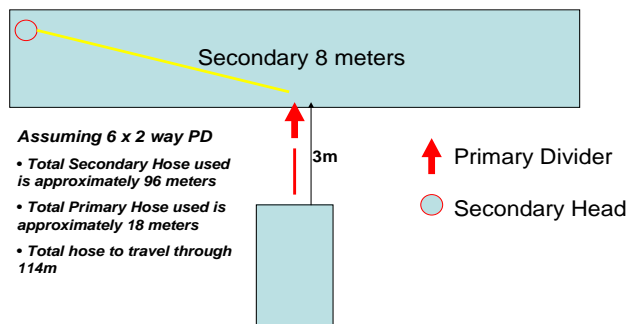 Secondary 8 meters
Assuming 6 x 2 way PD
• Total Secondary Hose used
is approximately 96 meters
• Total Primary Hose used is
approximately 18 meters
• Total hose to travel through
114m
3m
Primary Divider
Secondary Head